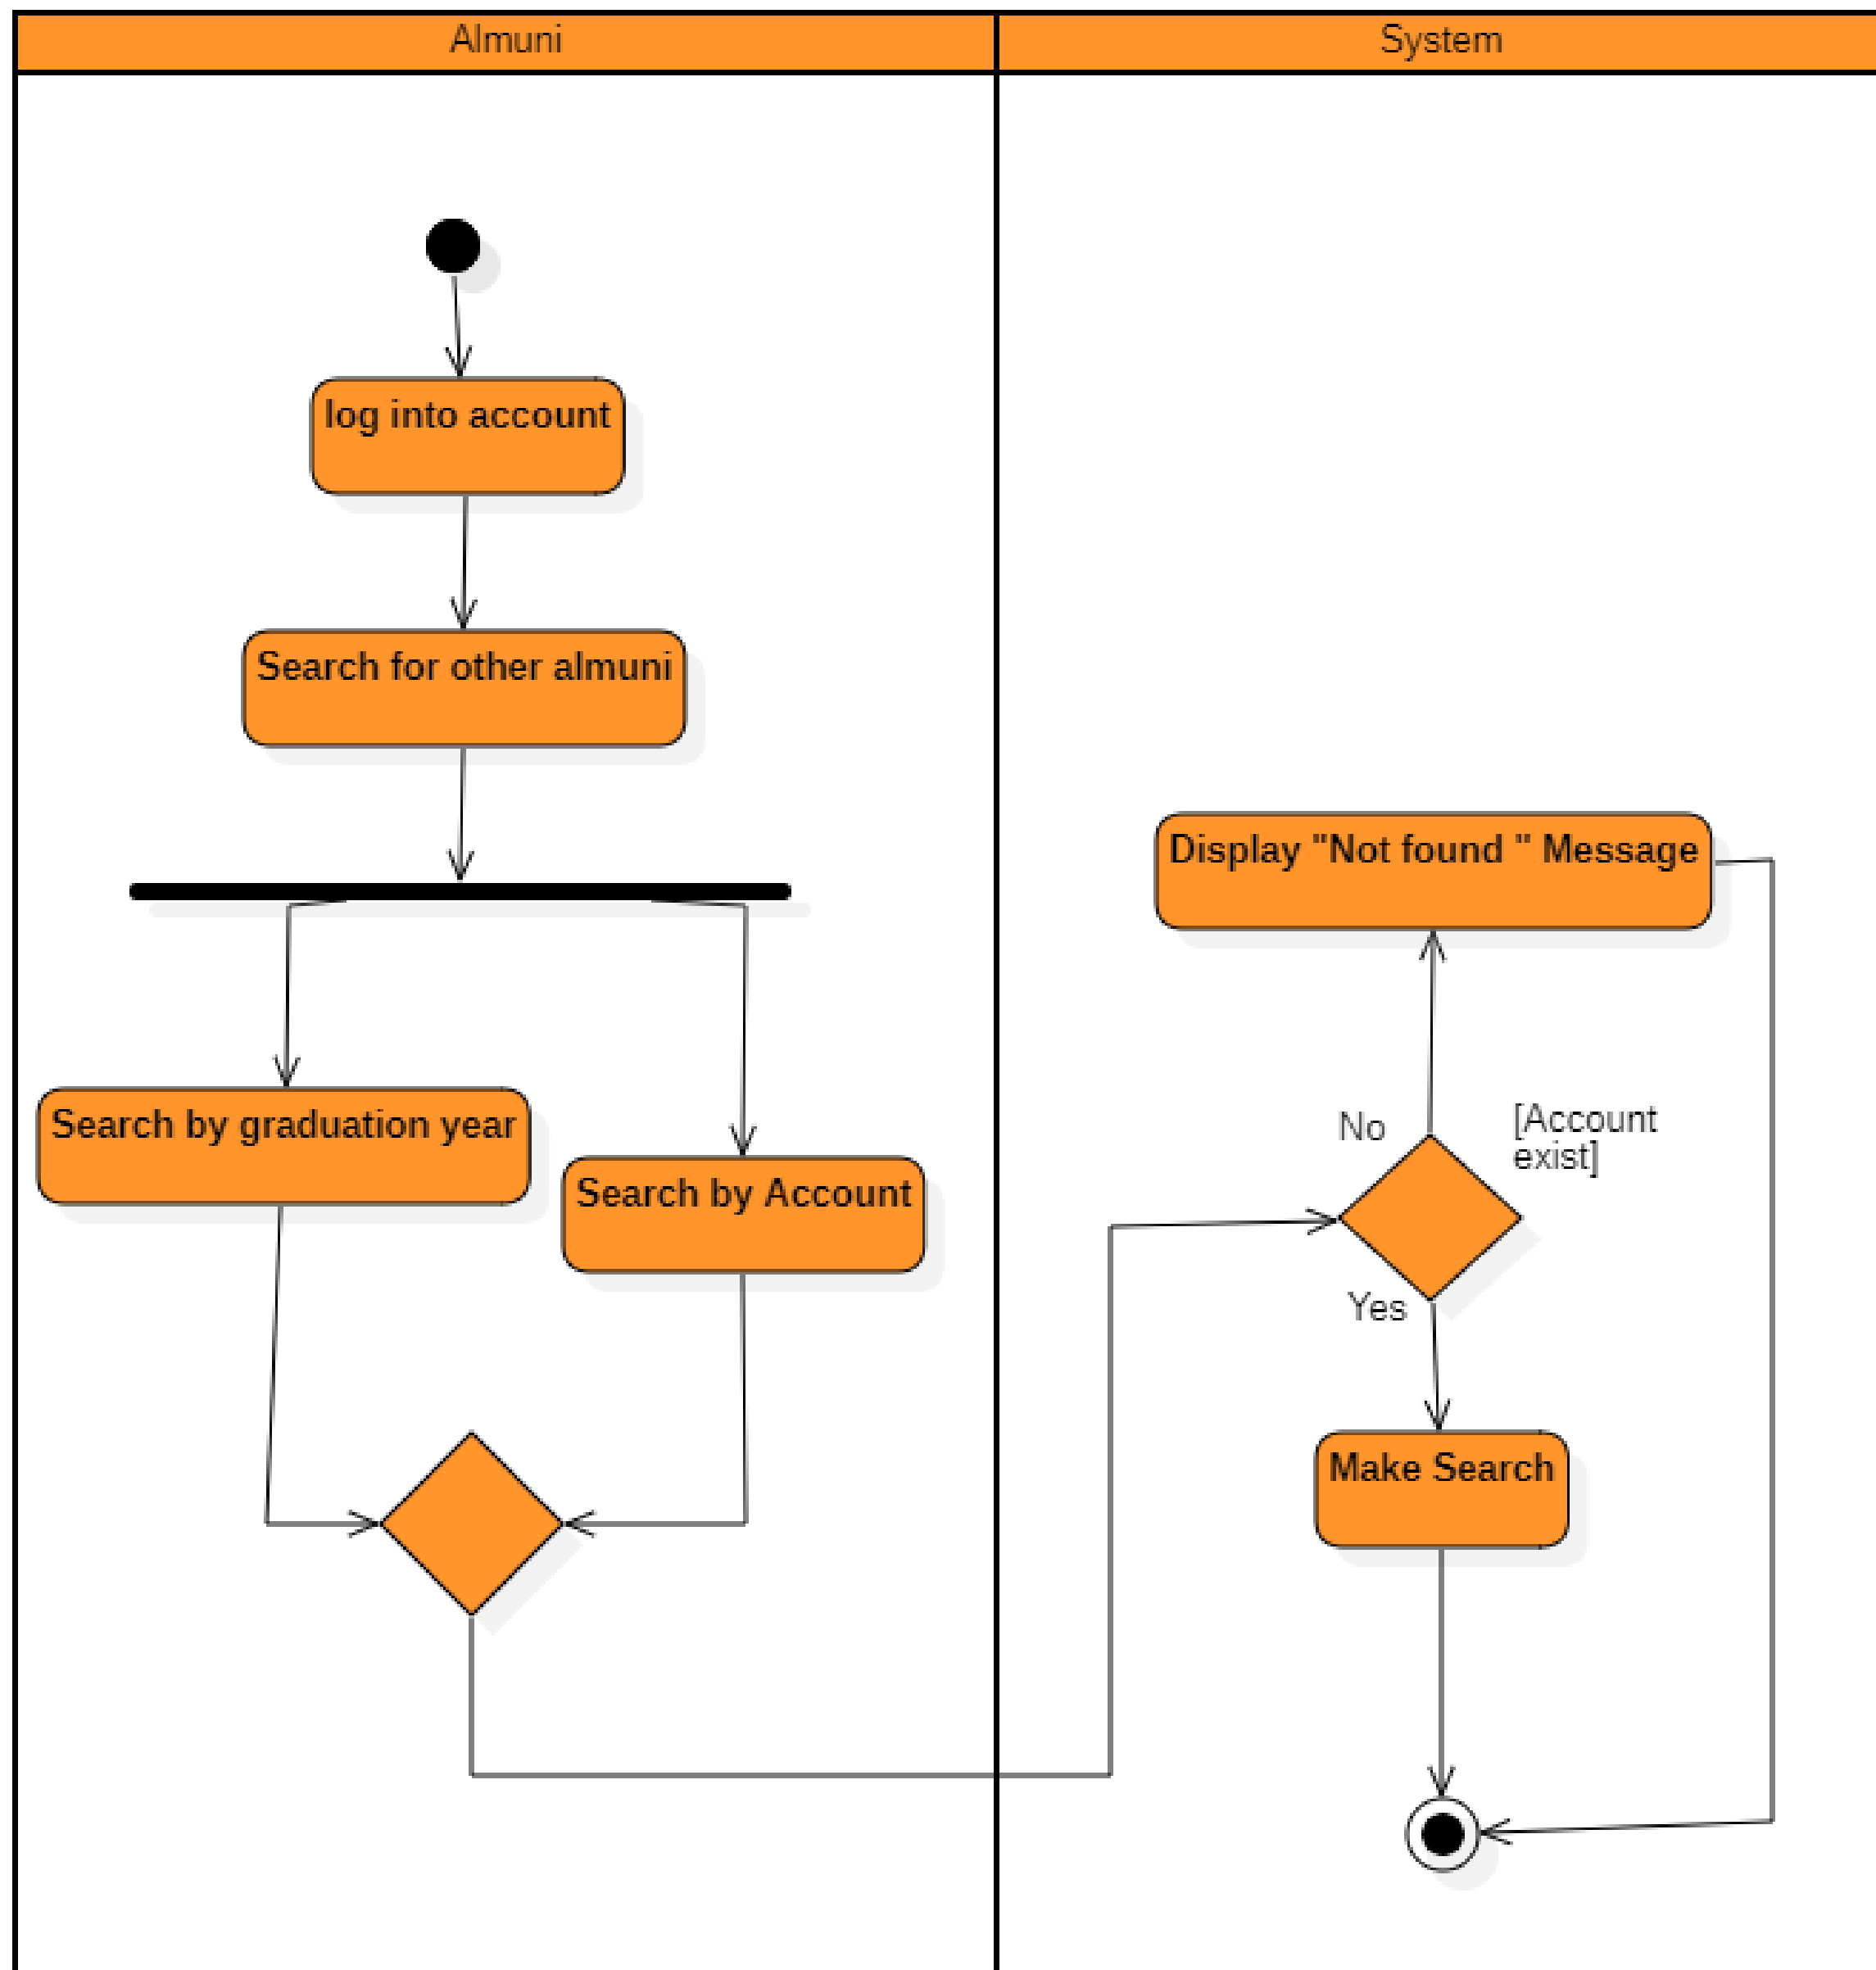 Almuni
System
log into account
Search for other almuni
Search by graduation year
Search by Account
Display "Not found " Message
No
[Account
exist]
Yes
Make Search